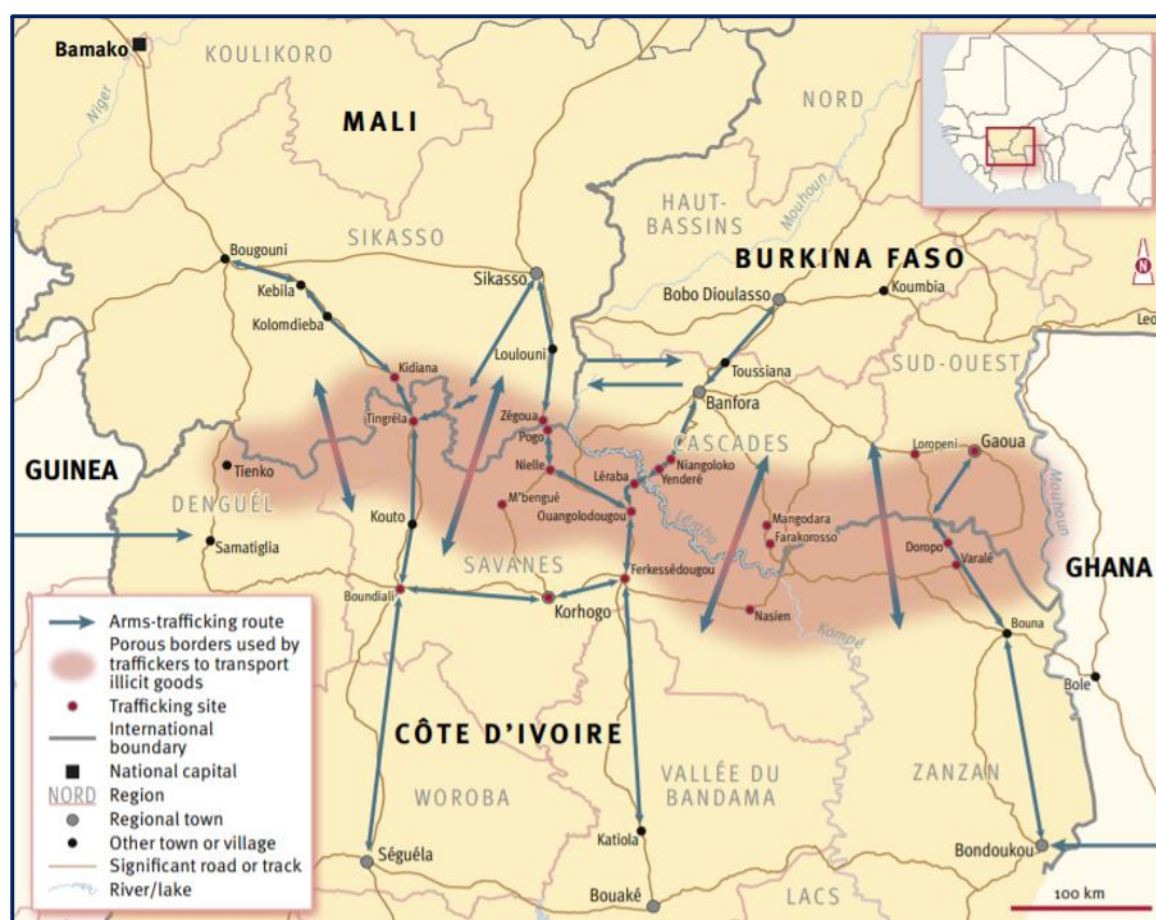 Bamako
KOULIKORO
Niger
MALI
NORD
HAUT-
BASSINS
Mouhoun
SIKASSO
BURKINA FASO
N
Bougouni
Kebila
Sikasso
Bobo Dioulasso
Koumbia
Kolomdieba
Leo
Loulouni
SUD-OUEST
Kidiana
Toussiana
Banfora
Tingréla
Zégoua
Pogo
CASCADES
Loropeni
Gaoua
GUINEA
Tienko
Nielle
Niangoloko
Yenderé
Léraba
DENGUÉL
M'bengué
Ouangolodougou
Mouhoun
Léraba
Mangodara
Farakorosso
Kouto
Samatiglia
Doropo
Varalé
SAVANES
GHANA
Ferkessédougou
Boundiali
Korhogo
Nasien
Kompé
Bouna
Bole
CÔTE D'IVOIRE
WOROBA
VALLÉE DU
BANDAMA
ZANZAN
Katiola
Séguéla
Bondoukou
Bouaké
LACS
100 km
Arms-trafficking route
Porous borders used by
traffickers to transport
illicit goods
Trafficking site
International
boundary
National capital
NORD Region
Regional town
Other town or village
Significant road or track
River/lake